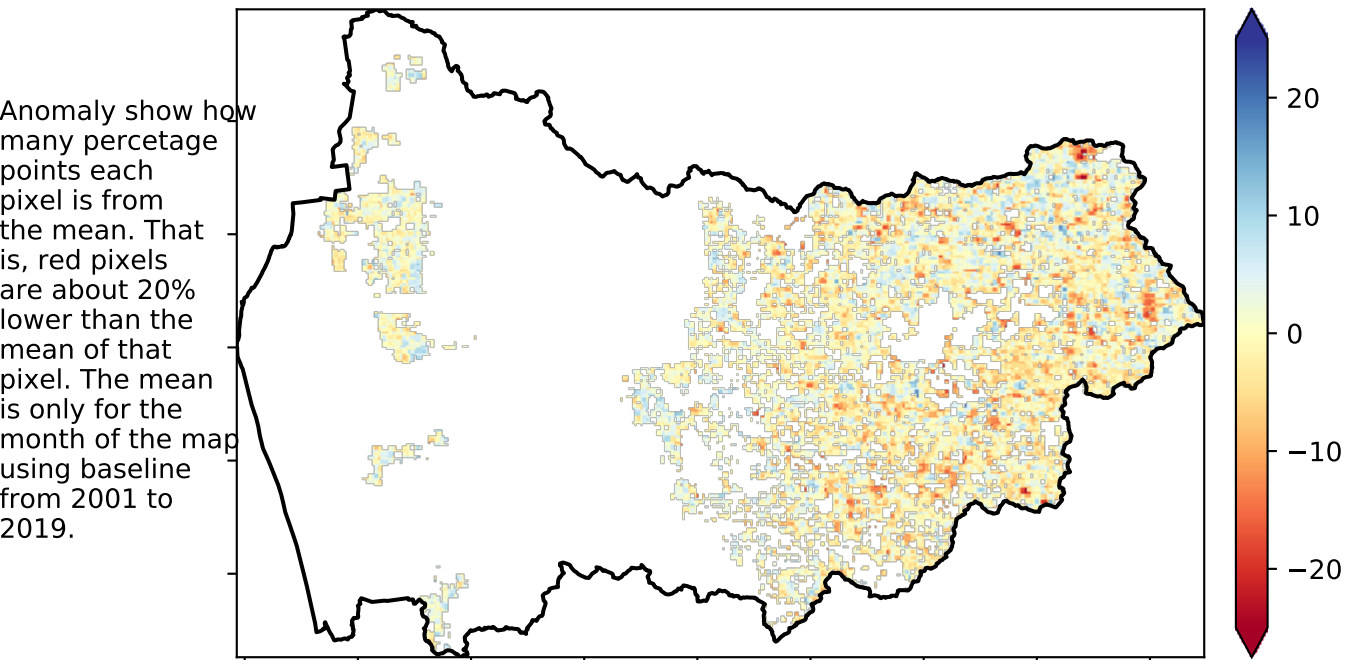 Anomaly show how
many percetage
points each
pixel is from
the mean. That
is, red pixels
are about 20%
lower than the
mean of that
pixel. The mean
is only for the
month of the map
using baseline
from 2001 to
2019.
20
10
0
−10
−20